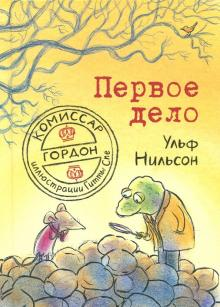 Первое
дело
Ульф
Нильсон
КОМИССАР
ГОРДОН
иллюстрации Гитты Спе